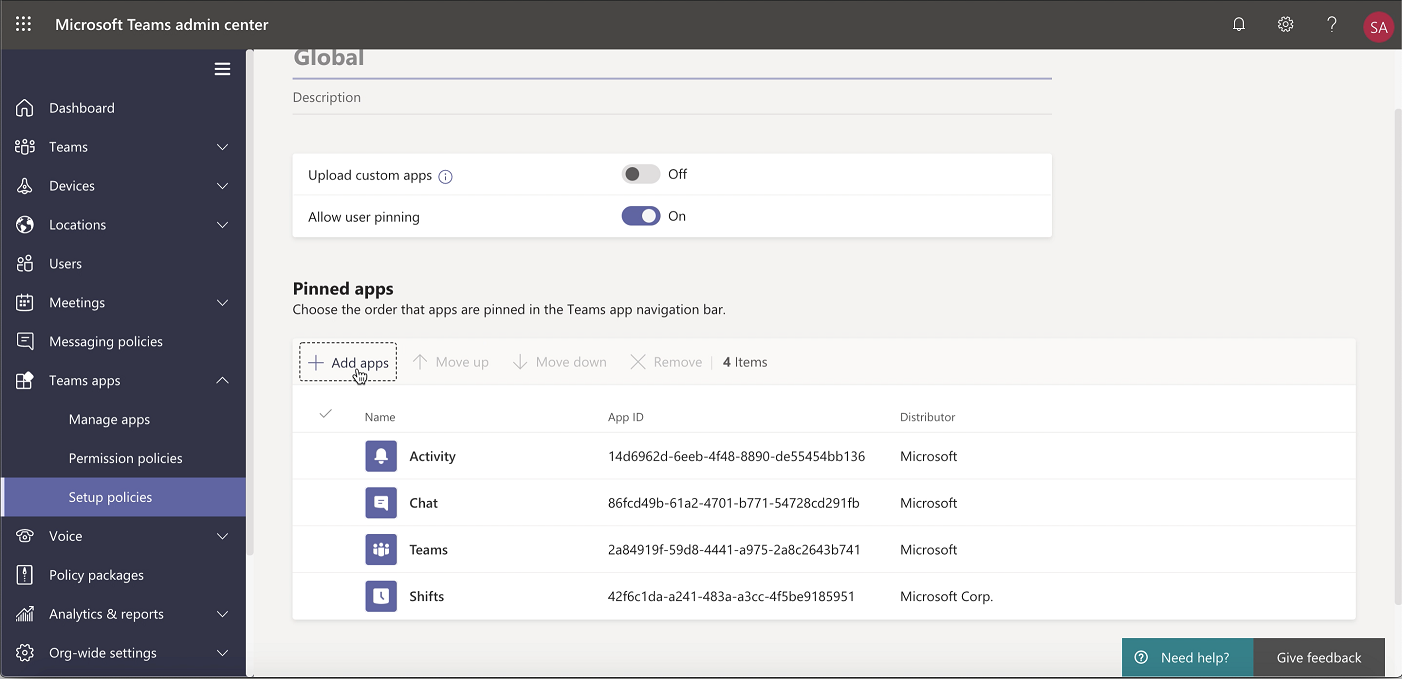 Microsoft Teams admin center
SA
Dashboard
Teams
Devices
Locations
Users
Meetings
Messaging policies
Teams apps
Manage apps
Permission policies
Setup policies
Voice
Policy packages
Analytics & reports
Org-wide settings
Global
Description
Upload custom apps Off
Allow user pinning On
Pinned apps
Choose the order that apps are pinned in the Teams app navigation bar.
Add apps Move up Move down Remove 4 Items
Name App ID Distributor
Activity 14d6962d-6eeb-4f48-8890-de55454bb136 Microsoft
Chat 86fcd49b-61a2-4701-b771-54728cd291fb Microsoft
Teams 2a84919f-59d8-4441-a975-2a8c2643b741 Microsoft
Shifts 42f6c1da-a241-483a-a3cc-4f5be9185951 Microsoft Corp.
Need help? Give feedback